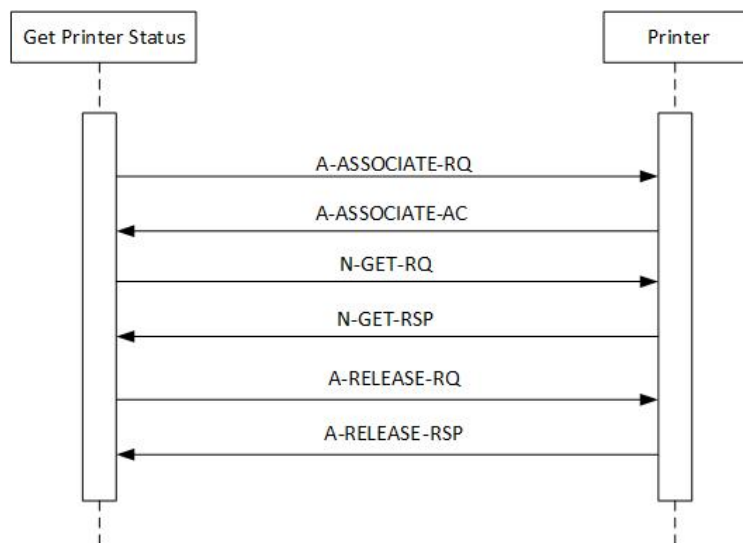 Get Printer Status
Printer
A-ASSOCIATE-RQ
A-ASSOCIATE-AC
N-GET-RQ
N-GET-RSP
A-RELEASE-RQ
A-RELEASE-RSP